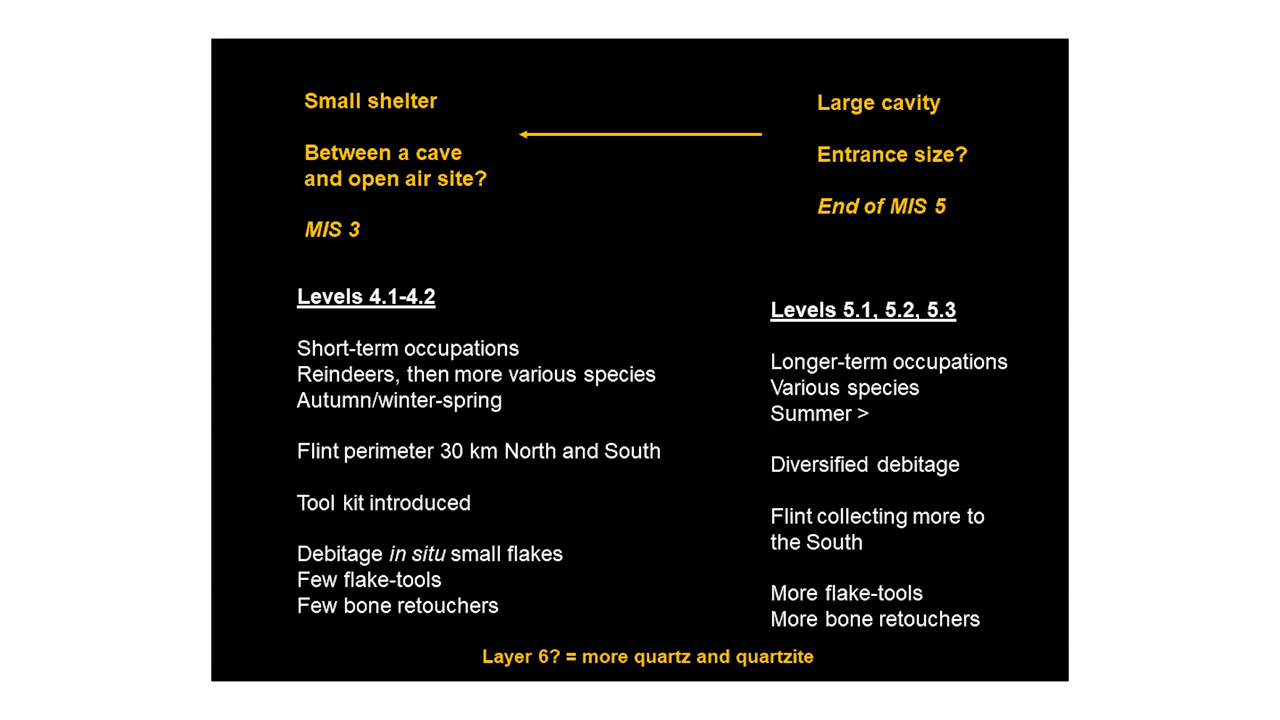 Small shelter
Between a cave
and open air site?
MIS 3
Large cavity
Entrance size?
End of MIS 5
Levels 4.1-4.2
Short-term occupations
Reindeers, then more various species
Autumn/winter-spring
Flint perimeter 30 km North and South
Tool kit introduced
Debitage in situ small flakes
Few flake-tools
Few bone retouchers
Levels 5.1, 5.2, 5.3
Longer-term occupations
Various species
Summer >
Diversified debitage
Flint collecting more to
the South
More flake-tools
More bone retouchers
Layer 6? = more quartz and quartzite